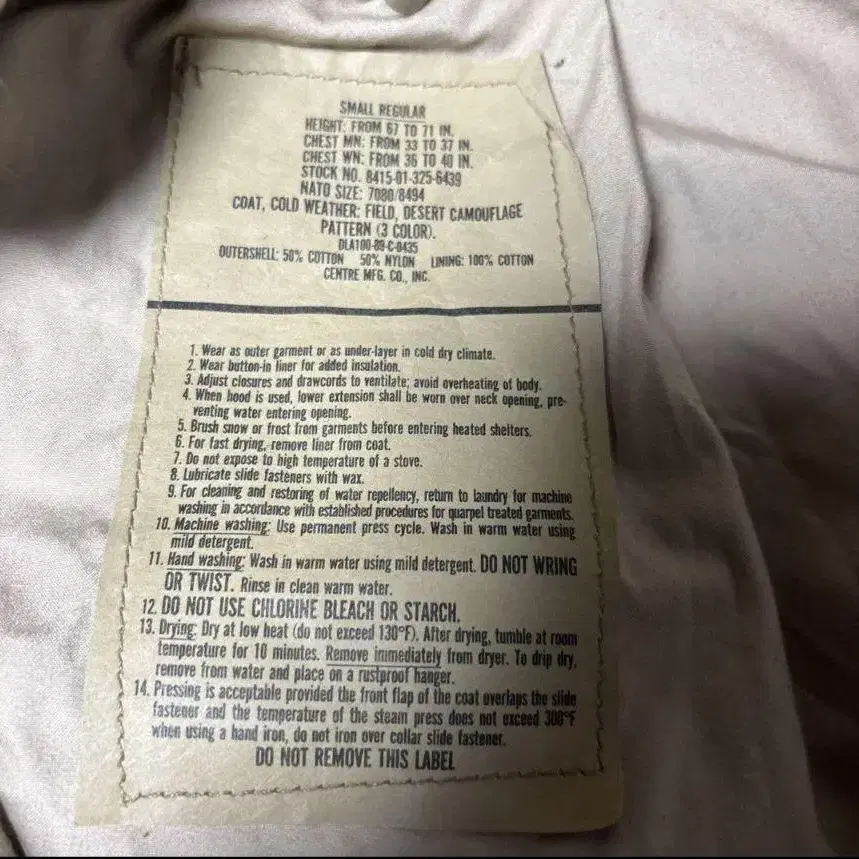 SMALL REGULAR
HEIGHT: FROM 67 TO 71 IN.
CHEST MN: FROM 33 TO 37 IN.
CHEST WN: FROM 36 TO 40 IN.
STOCK NO. 8415-01-325-6439
NATO SIZE: 7080/8494
COAT, COLD WEATHER: FIELD, DESERT CAMOUFLAGE
PATTERN (3 COLOR).
DLA100-89-C-0435
OUTERSHELL: 50% COTTON 50% NYLON LINING: 100% COTTON
CENTRE MFG. CO., INC.
1. Wear as outer garment or as under-layer in cold dry climate.
2. Wear button-in liner for added insulation.
3. Adjust closures and drawcords to ventilate; avoid overheating of body.
4. When hood is used, lower extension shall be worn over neck opening, pre-
venting water entering opening.
5. Brush snow or frost from garments before entering heated shelters.
6. For fast drying, remove liner from coat.
7. Do not expose to high temperature of a stove.
8. Lubricate slide fasteners with wax.
9. For cleaning and restoring of water repellency, return to laundry for machine
washing in accordance with established procedures for quarpel treated garments.
10. Machine washing: Use permanent press cycle. Wash in warm water using
mild detergent.
11. Hand washing: Wash in warm water using mild detergent. DO NOT WRING
OR TWIST. Rinse in clean warm water.
12. DO NOT USE CHLORINE BLEACH OR STARCH.
13. Drying: Dry at low heat (do not exceed 130°F). After drying, tumble at room
temperature for 10 minutes. Remove immediately from dryer. To drip dry,
remove from water and place on a rustproof hanger.
14. Pressing is acceptable provided the front flap of the coat overlaps the slide
fastener and the temperature of the steam press does not exceed 300°F
when using a hand iron, do not iron over collar slide fastener.
DO NOT REMOVE THIS LABEL